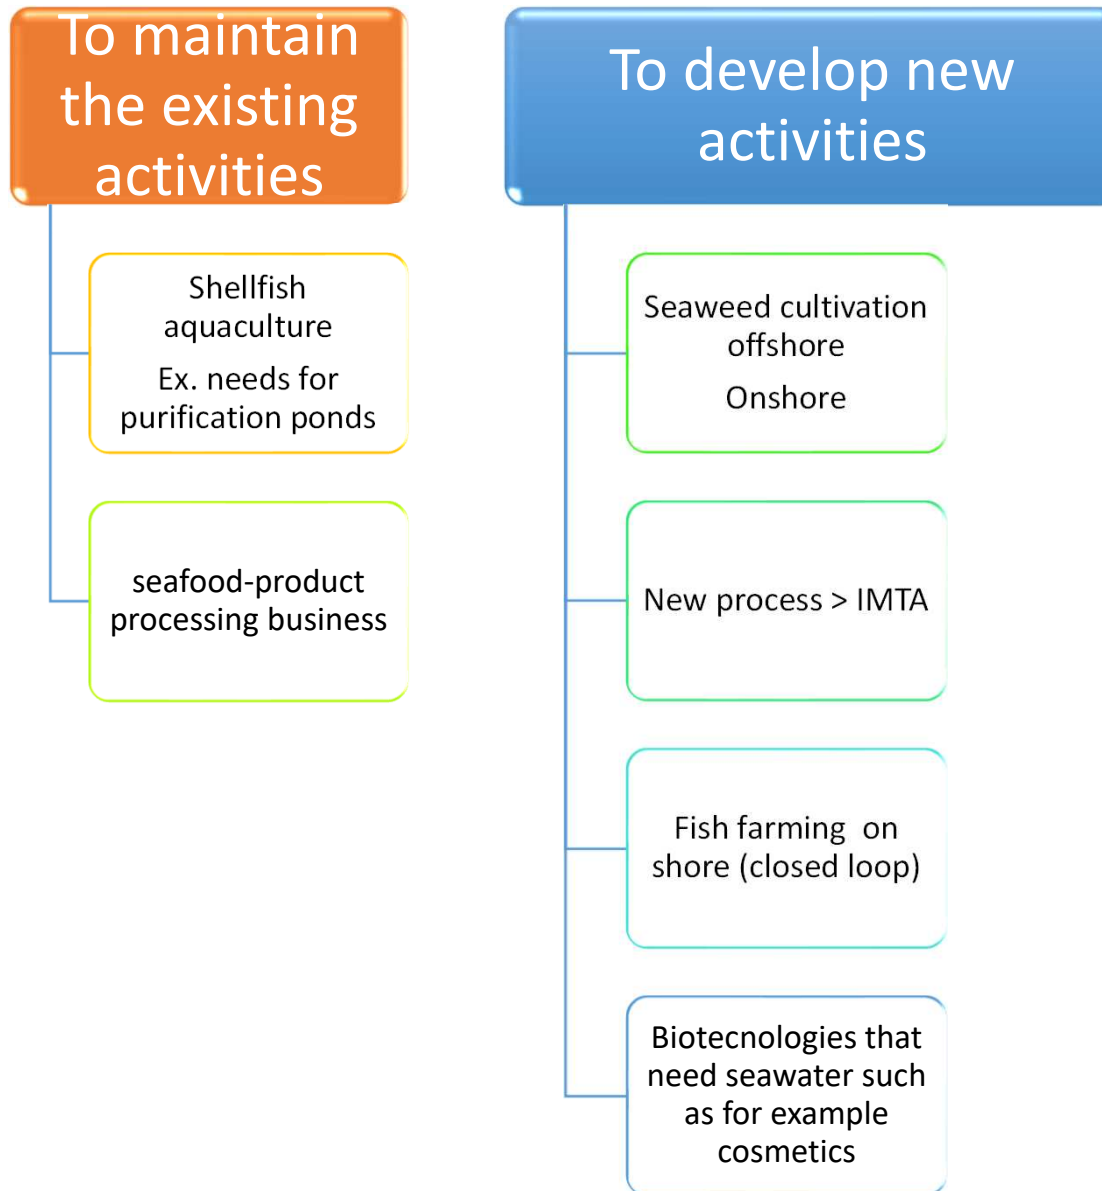 To maintain
the existing
activities
Shellfish
aquaculture
Ex. needs for
purification ponds
seafood-product
processing business
To develop new
activities
Seaweed cultivation
offshore
Onshore
New process > IMTA
Fish farming on
shore (closed loop)
Biotecnologies that
need seawater such
as for example
cosmetics